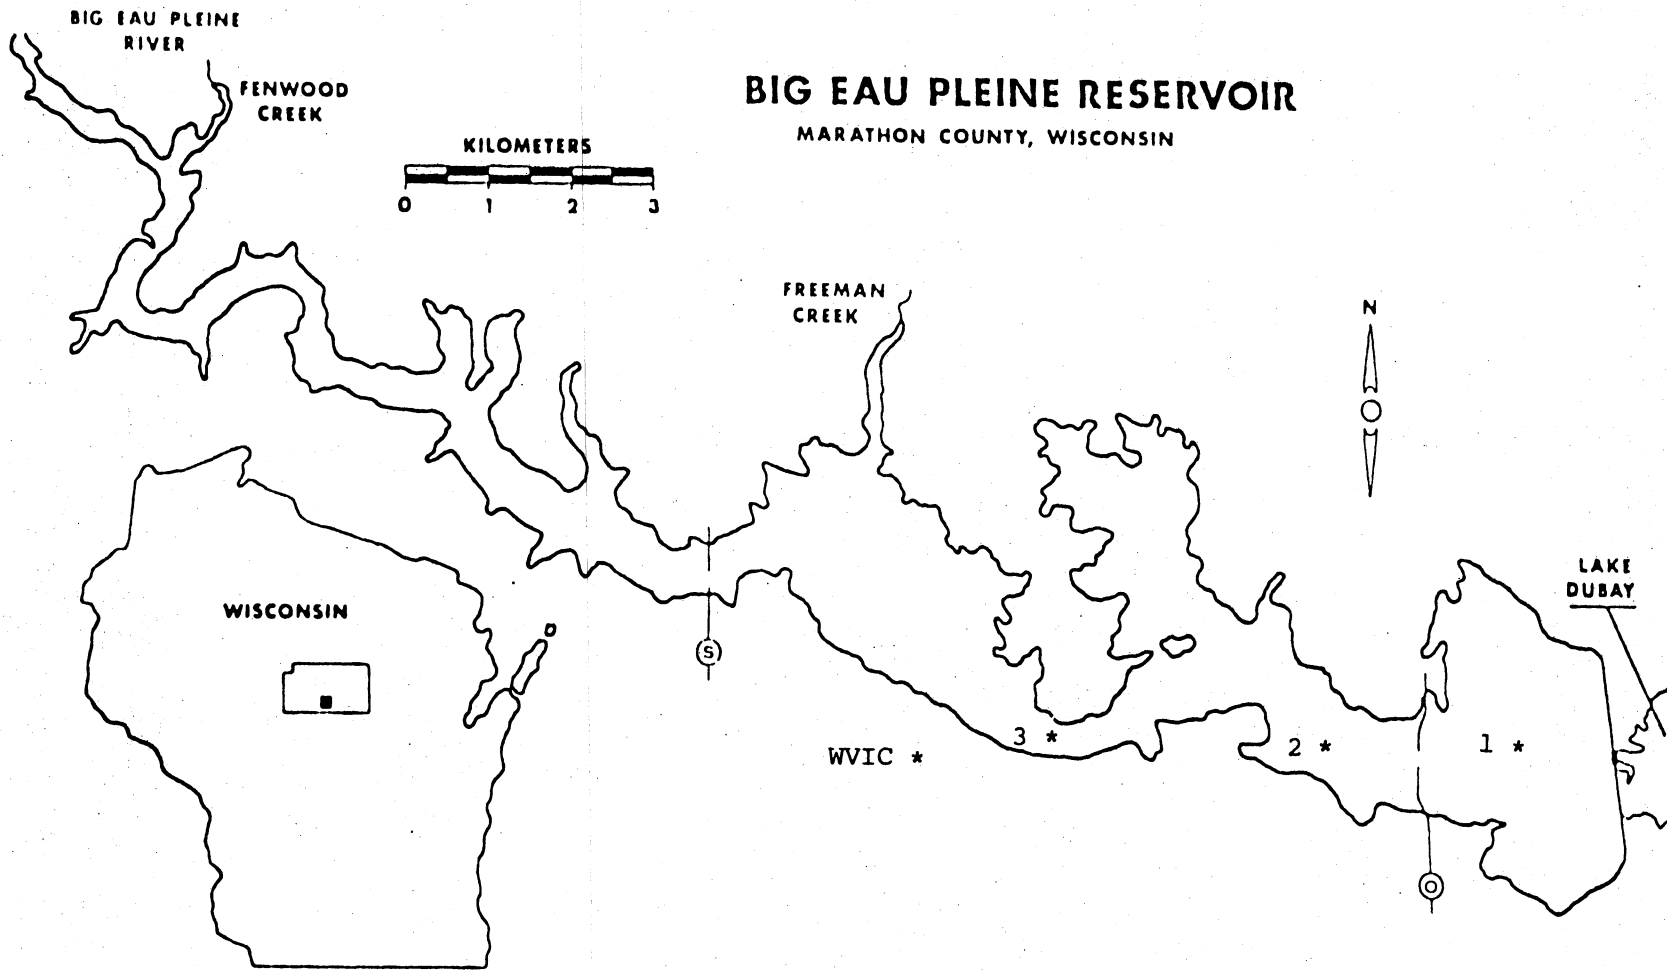 BIG EAU PLEINE
RIVER
FENWOOD
CREEK
BIG EAU PLEINE RESERVOIR
MARATHON COUNTY, WISCONSIN
KILOMETERS
0 1 2 3
FREEMAN
CREEK
N
LAKE
DUBAY
WISCONSIN
S
WVIC *
3 *
2 *
1 *
O